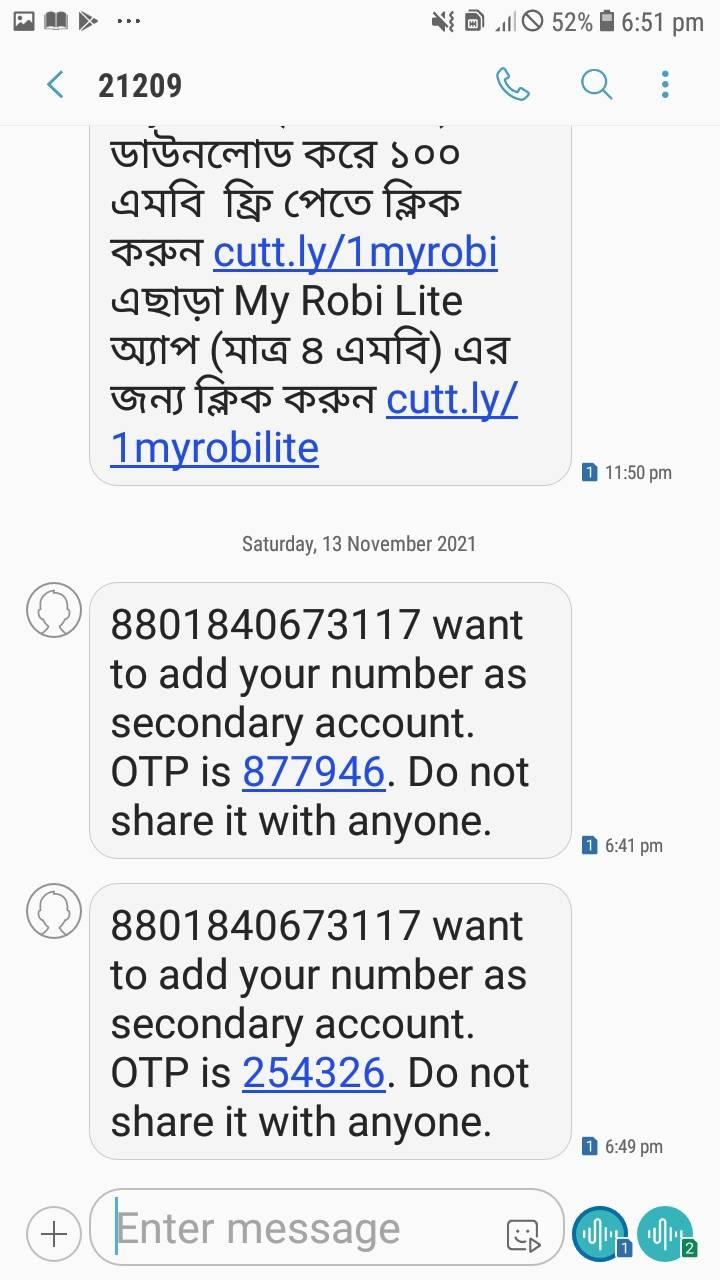 52% 6:51 pm
21209
ডাউনলোড করে ১০০
এমবি ফ্রি পেতে ক্লিক
করুন cutt.ly/1myrobi
এছাড়া My Robi Lite
অ্যাপ (মাত্র ৪ এমবি) এর
জন্য ক্লিক করুন cutt.ly/
1myrobilite
1 11:50 pm
Saturday, 13 November 2021
8801840673117 want
to add your number as
secondary account.
OTP is 877946. Do not
share it with anyone.
1 6:41 pm
8801840673117 want
to add your number as
secondary account.
OTP is 254326. Do not
share it with anyone.
1 6:49 pm
Enter message
1 2